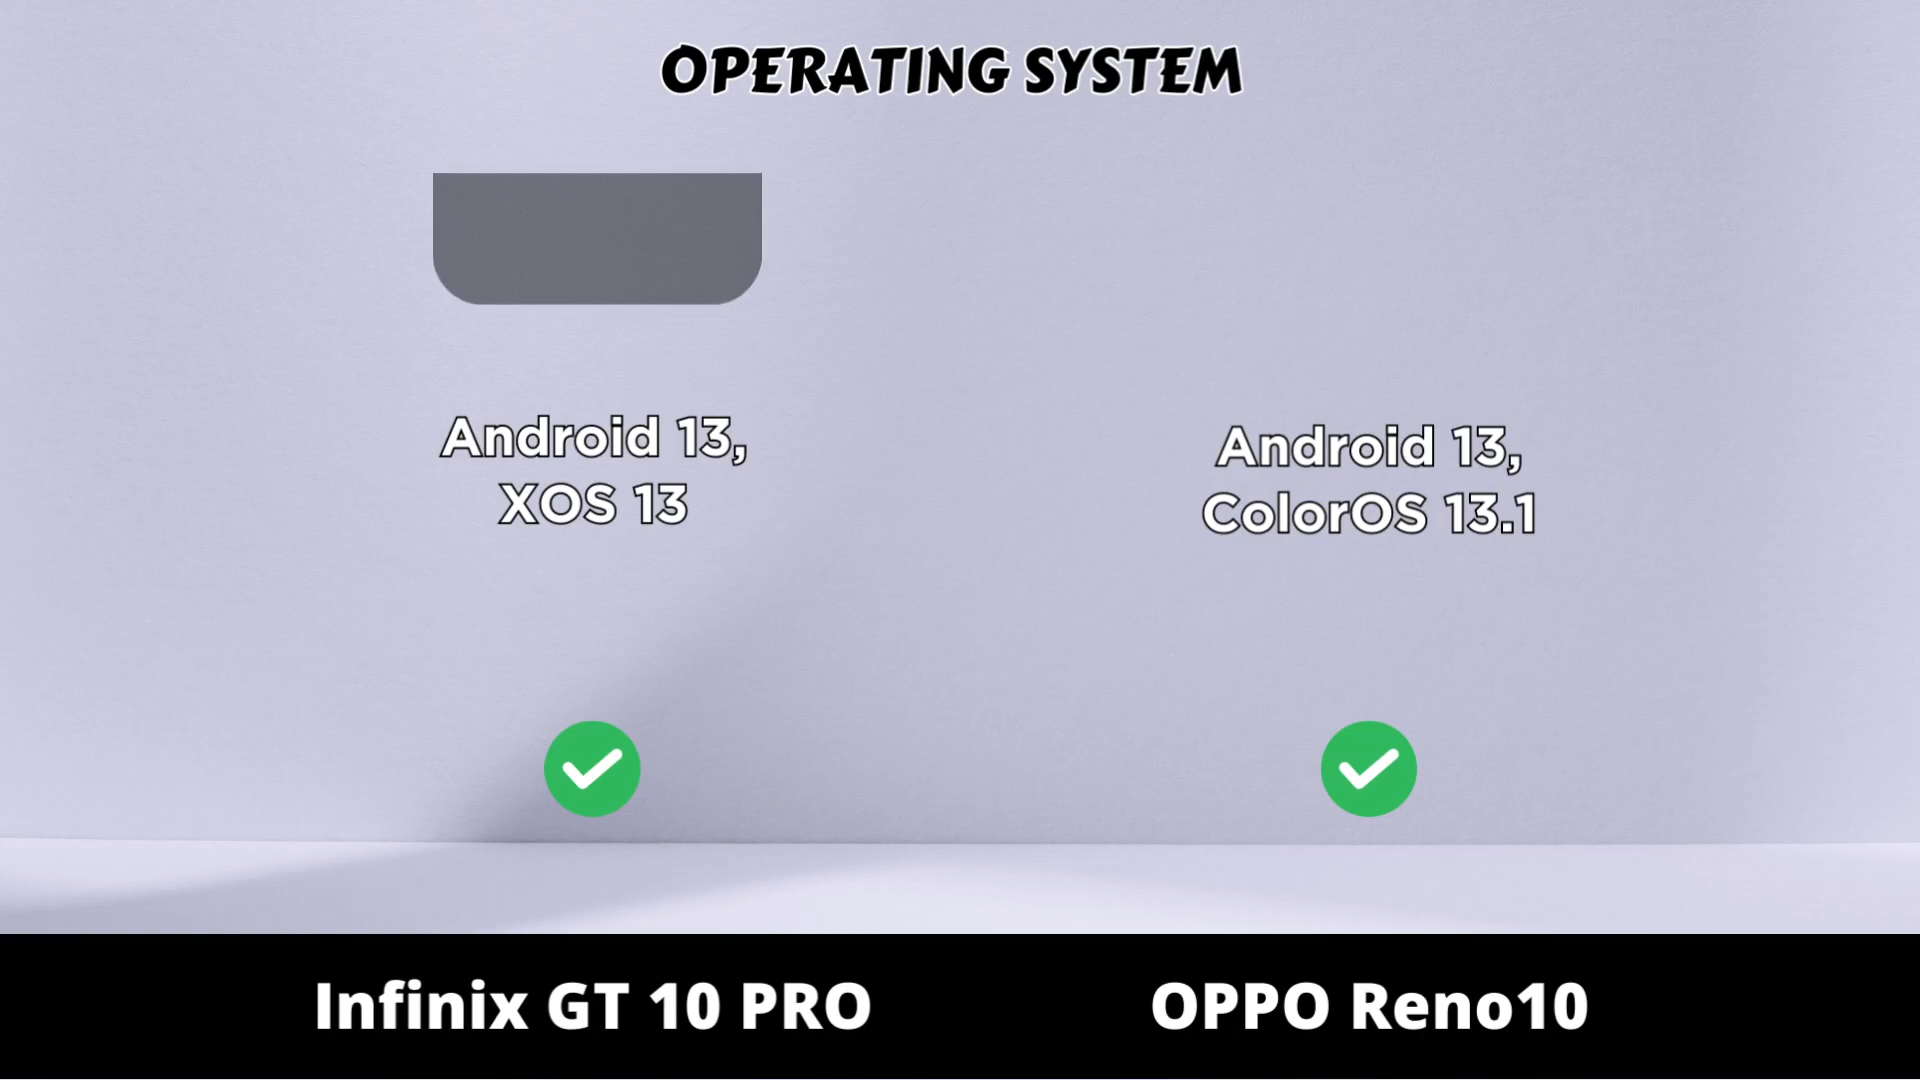 OPERATING SYSTEM
Android 13,
XOS 13
Android 13,
ColorOS 13.1
Infinix GT 10 PRO
OPPO Reno10